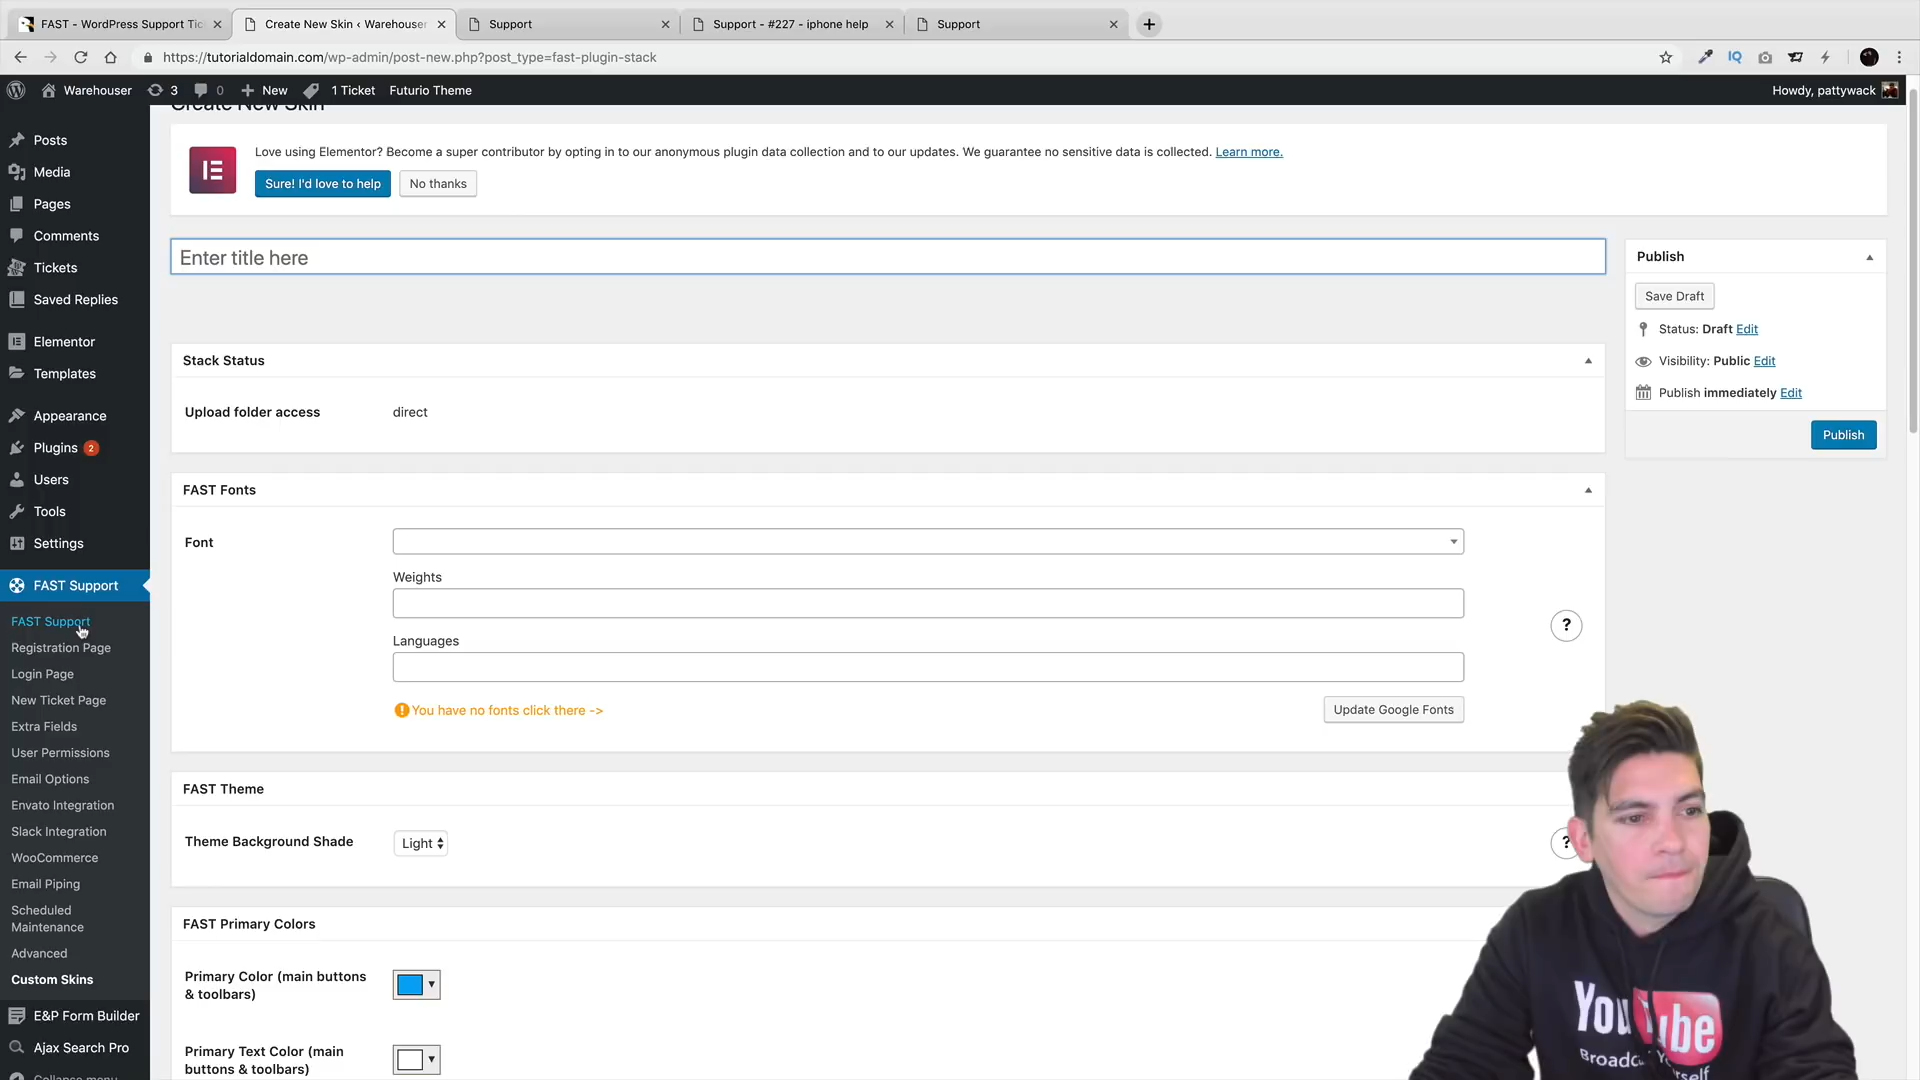 FAST - WordPress Support Tic
Create New Skin ‹ Warehouser
Support
Support - #227 - iphone help
Support
https://tutorialdomain.com/wp-admin/post-new.php?post_type=fast-plugin-stack
IQ
Warehouser
3
0
New
1 Ticket
Futurio Theme
Howdy, pattywack
Create New Skin
Love using Elementor? Become a super contributor by opting in to our anonymous plugin data collection and to our updates. We guarantee no sensitive data is collected. Learn more.
Sure! I'd love to help
No thanks
Enter title here
Stack Status
Upload folder access
direct
FAST Fonts
Font
Weights
Languages
?
You have no fonts click there ->
Update Google Fonts
FAST Theme
Theme Background Shade
Light
?
FAST Primary Colors
Primary Color (main buttons
& toolbars)
Primary Text Color (main
buttons & toolbars)
Publish
Save Draft
Status: Draft Edit
Visibility: Public Edit
Publish immediately Edit
Publish
Posts
Media
Pages
Comments
Tickets
Saved Replies
Elementor
Templates
Appearance
Plugins 2
Users
Tools
Settings
FAST Support
FAST Support
Registration Page
Login Page
New Ticket Page
Extra Fields
User Permissions
Email Options
Envato Integration
Slack Integration
WooCommerce
Email Piping
Scheduled
Maintenance
Advanced
Custom Skins
E&P Form Builder
Ajax Search Pro
Collapse menu
YouTube